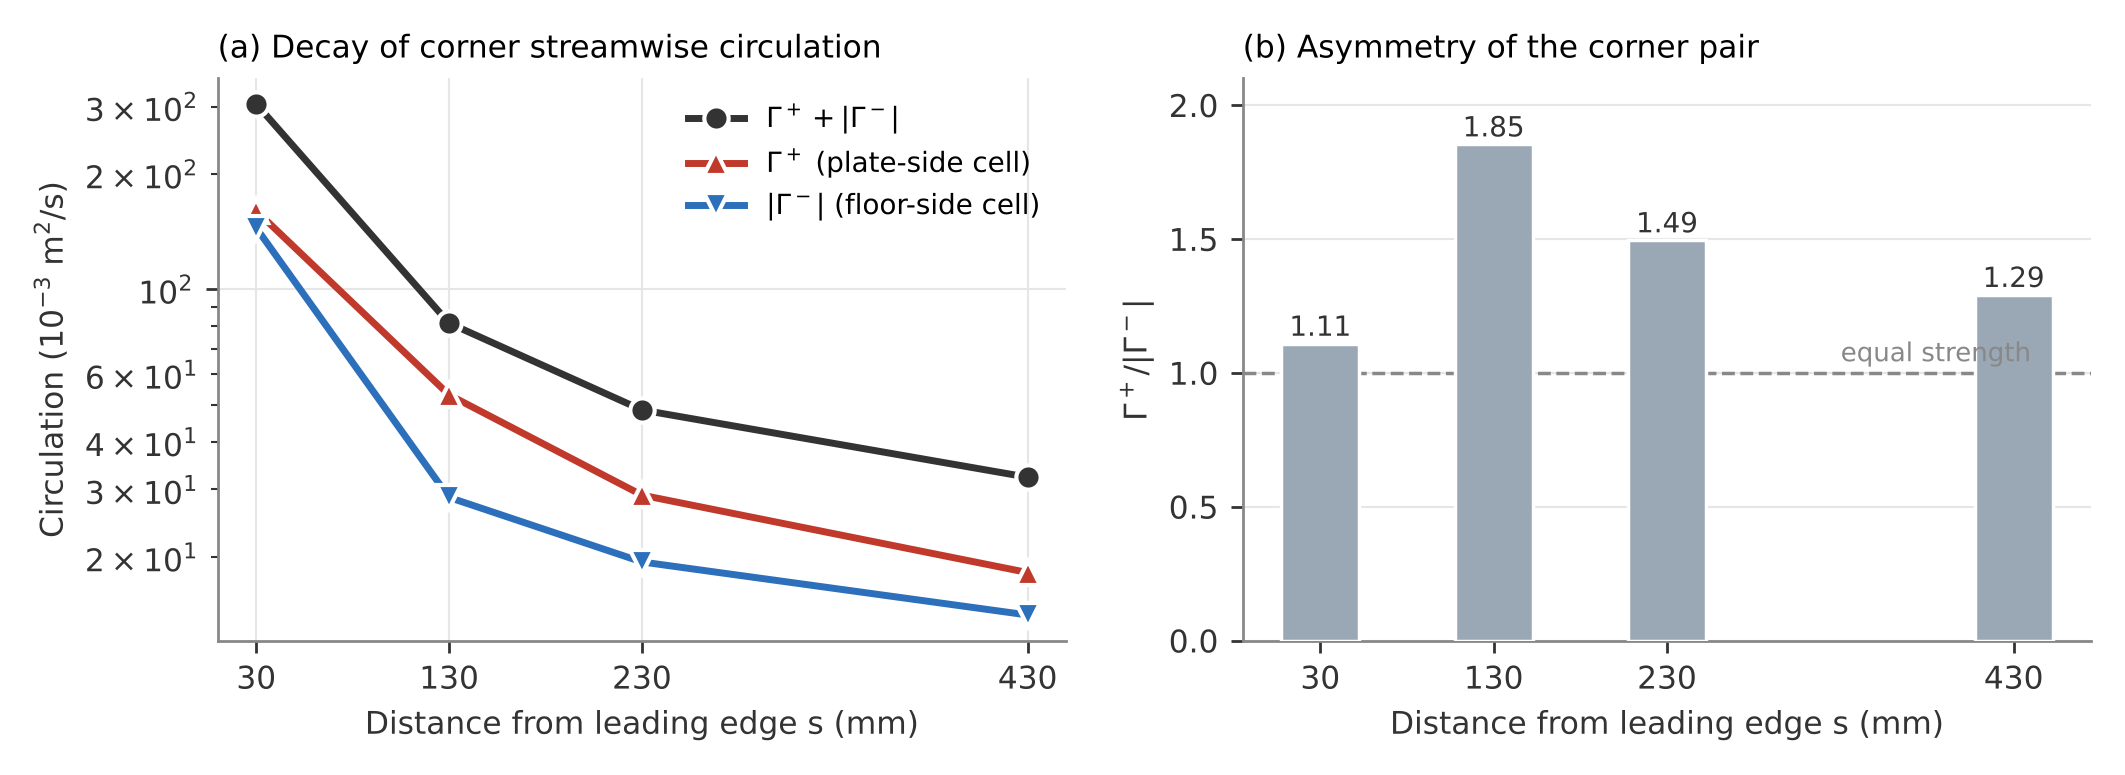 (a) Decay of corner streamwise circulation
Circulation (10⁻³ m²/s)
3 × 10²
2 × 10²
10²
6 × 10¹
4 × 10¹
3 × 10¹
2 × 10¹
Γ⁺ + |Γ⁻|
Γ⁺ (plate-side cell)
|Γ⁻| (floor-side cell)
30 130 230 430
Distance from leading edge s (mm)
(b) Asymmetry of the corner pair
Γ⁺/|Γ⁻|
2.0
1.5
1.0
0.5
0.0
1.11
1.85
1.49
1.29
equal strength
30 130 230 430
Distance from leading edge s (mm)